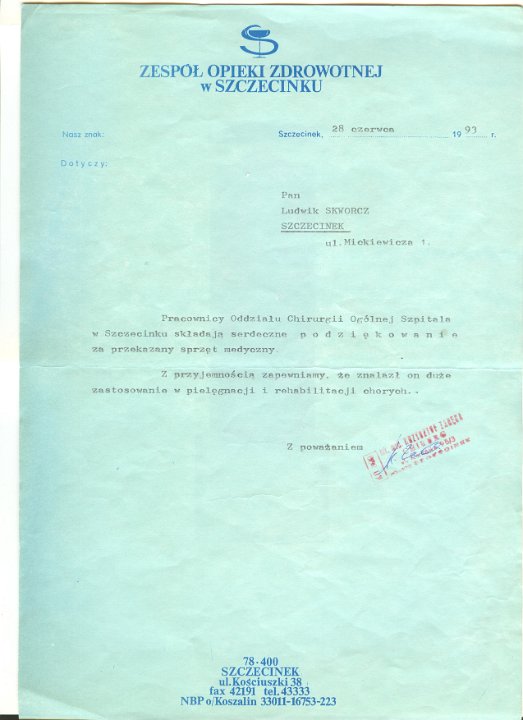 ZESPÓŁ OPIEKI ZDROWOTNEJ
w SZCZECINKU
Nasz znak:
Szczecinek, 28 czerwca 1993 r.
Dotyczy:
Pan
Ludwik SKWORCZ
SZCZECINEK
ul.Mickiewicza 1.
Pracownicy Oddziału Chirurgii Ogólnej Szpitala
w Szczecinku składają serdeczne p o d z i ę k o w a n i e
za przekazany sprzęt medyczny.
Z przyjemnością zapewniamy, że znalazł on duże
zastosowanie w pielęgnacji i rehabilitacji chorych..
Z poważaniem
78-400
SZCZECINEK
ul.Kościuszki 38
fax 42191 tel.43333
NBP o/Koszalin 33011-16753-223